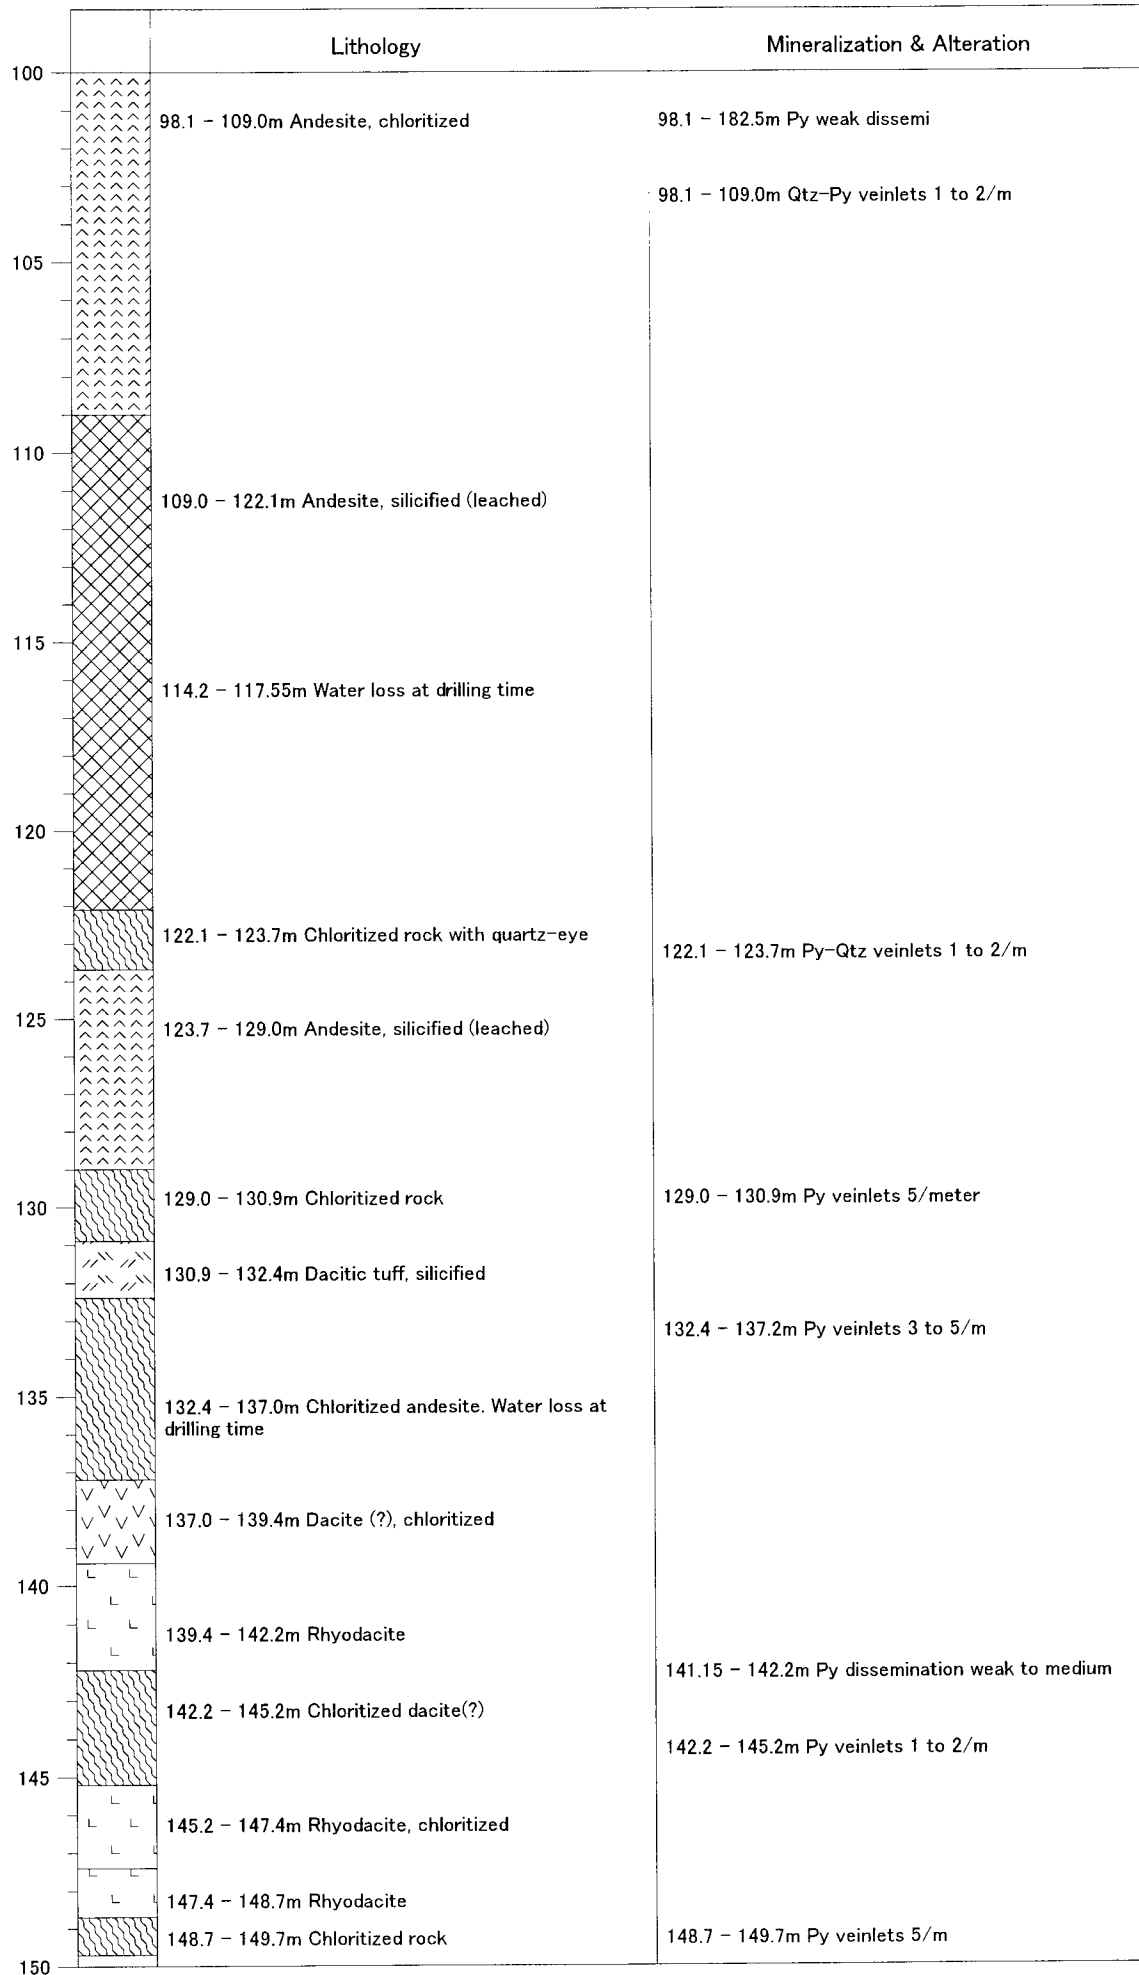 Lithology
Mineralization & Alteration
100
98.1 - 109.0m Andesite, chloritized
98.1 - 182.5m Py weak dissemi
98.1 - 109.0m Qtz-Py veinlets 1 to 2/m
105
110
109.0 - 122.1m Andesite, silicified (leached)
115
114.2 - 117.55m Water loss at drilling time
120
122.1 - 123.7m Chloritized rock with quartz-eye
122.1 - 123.7m Py-Qtz veinlets 1 to 2/m
125
123.7 - 129.0m Andesite, silicified (leached)
129.0 - 130.9m Chloritized rock
129.0 - 130.9m Py veinlets 5/meter
130
130.9 - 132.4m Dacitic tuff, silicified
132.4 - 137.2m Py veinlets 3 to 5/m
135
132.4 - 137.0m Chloritized andesite. Water loss at
drilling time
137.0 - 139.4m Dacite (?), chloritized
140
139.4 - 142.2m Rhyodacite
141.15 - 142.2m Py dissemination weak to medium
142.2 - 145.2m Chloritized dacite(?)
142.2 - 145.2m Py veinlets 1 to 2/m
145
145.2 - 147.4m Rhyodacite, chloritized
147.4 - 148.7m Rhyodacite
148.7 - 149.7m Chloritized rock
148.7 - 149.7m Py veinlets 5/m
150